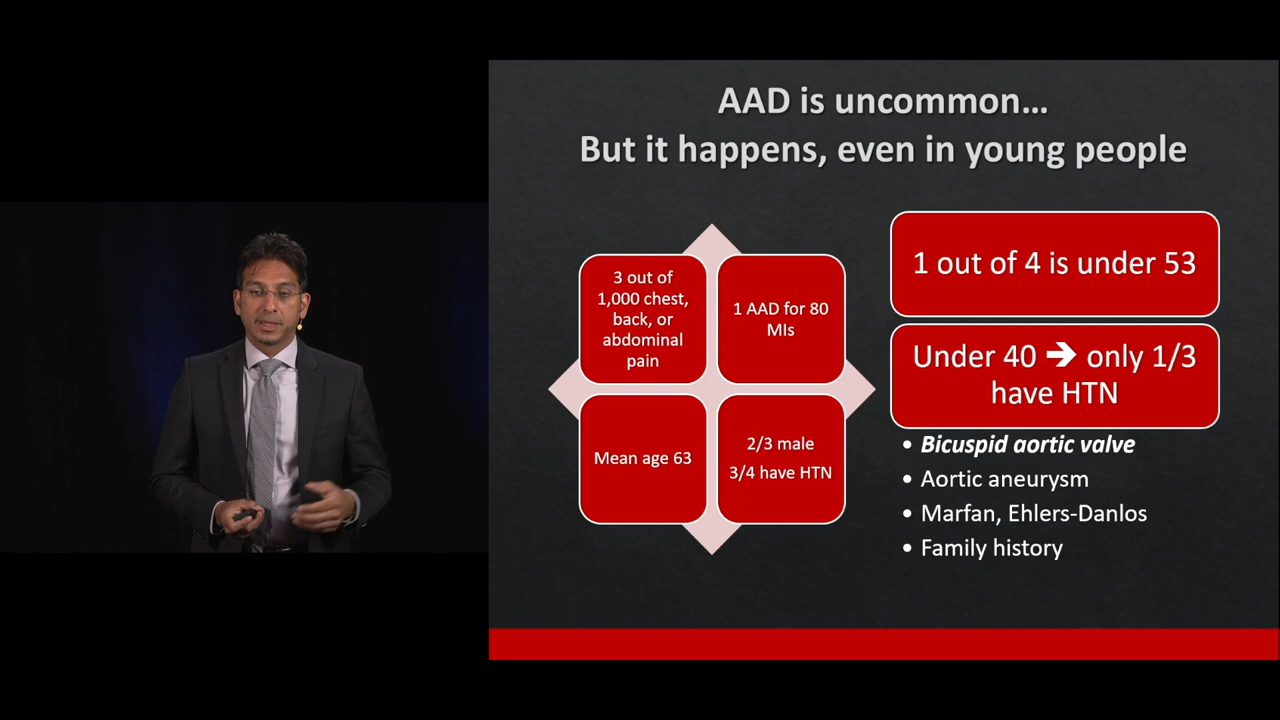 AAD is uncommon…
But it happens, even in young people
3 out of
1,000 chest,
back, or
abdominal
pain
1 AAD for 80
MIs
Mean age 63
2/3 male
3/4 have HTN
1 out of 4 is under 53
Under 40 → only 1/3
have HTN
• Bicuspid aortic valve
• Aortic aneurysm
• Marfan, Ehlers-Danlos
• Family history